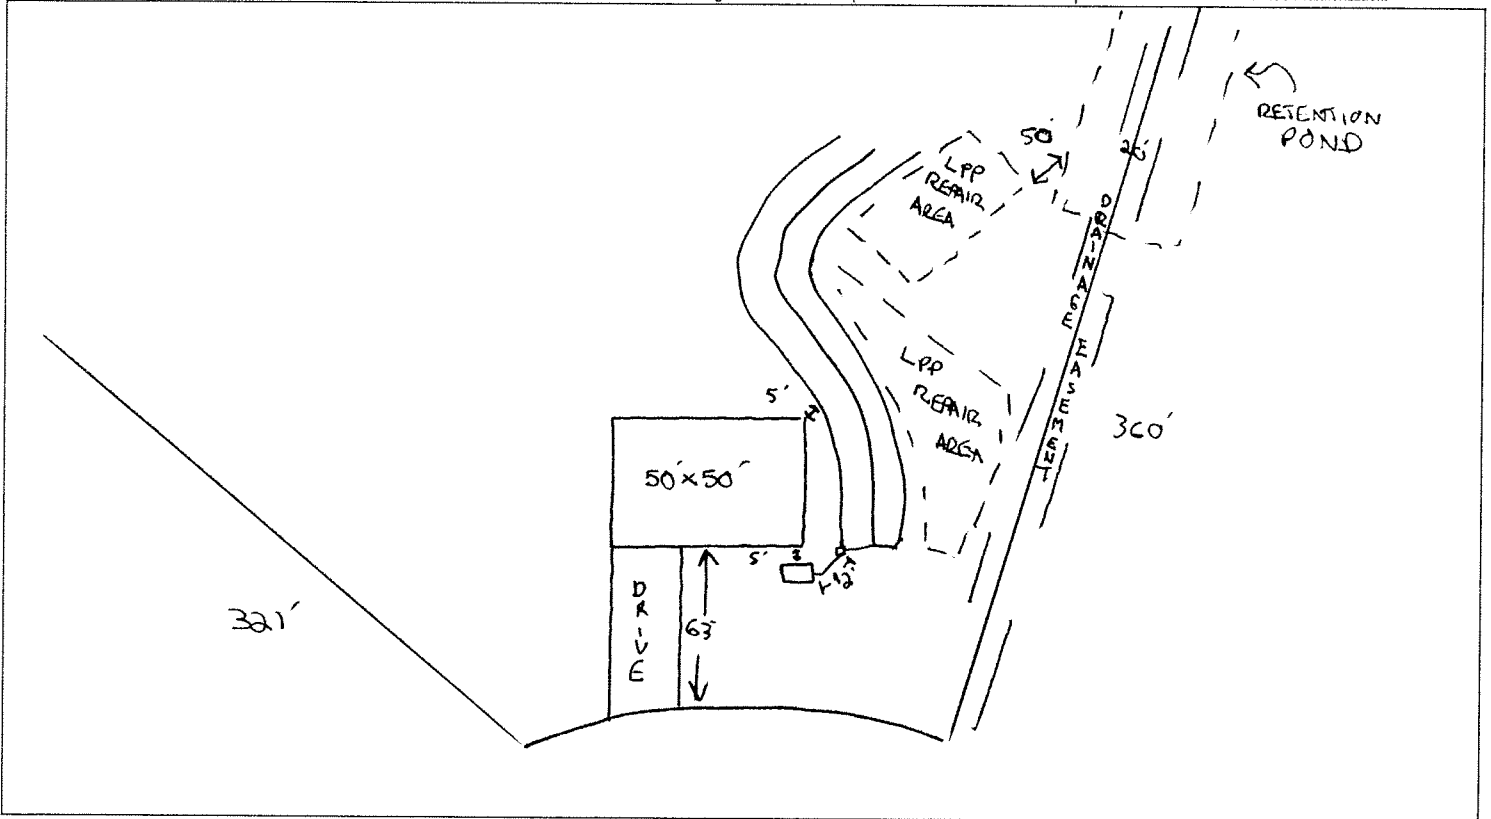 RETENTION
POND
50'
20'
LPP
REPAIR
AREA
DRAINAGE EASEMENT
LPP
REPAIR
AREA
360'
5'
50' x 50'
5'
12'
DRIVE
63'
321'